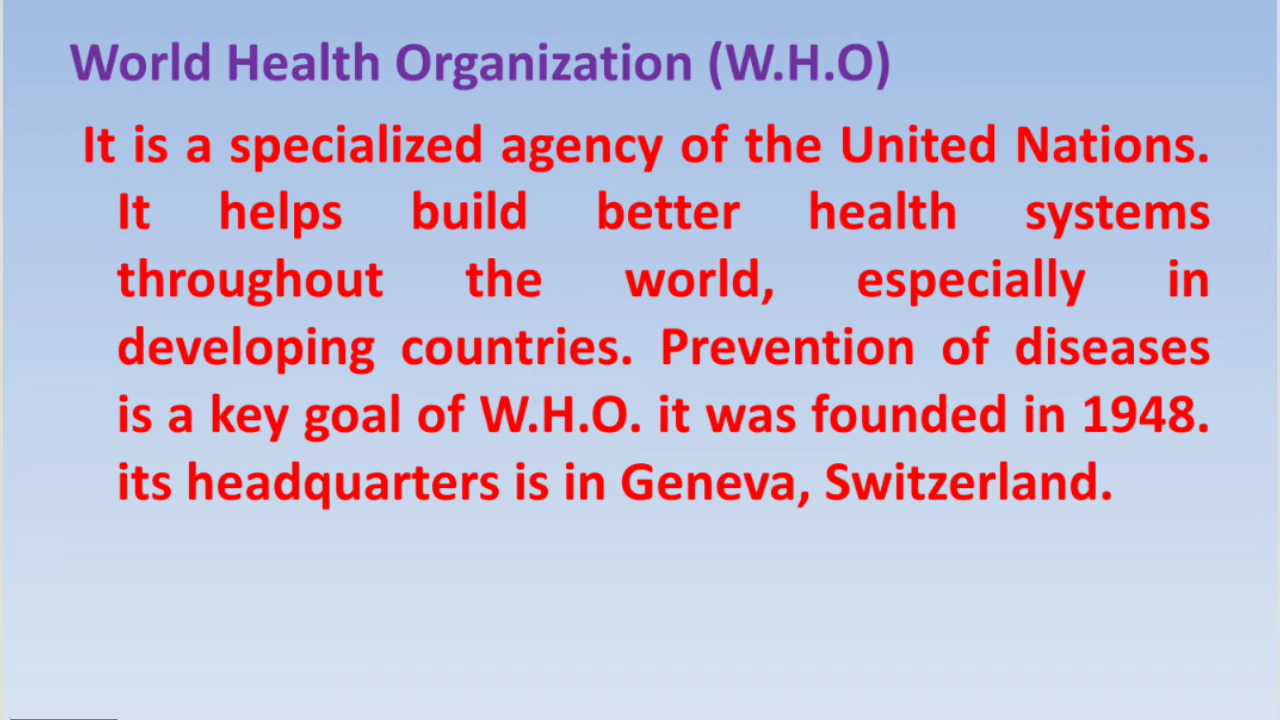 World Health Organization (W.H.O)
It is a specialized agency of the United Nations.
It helps build better health systems
throughout the world, especially in
developing countries. Prevention of diseases
is a key goal of W.H.O. it was founded in 1948.
its headquarters is in Geneva, Switzerland.